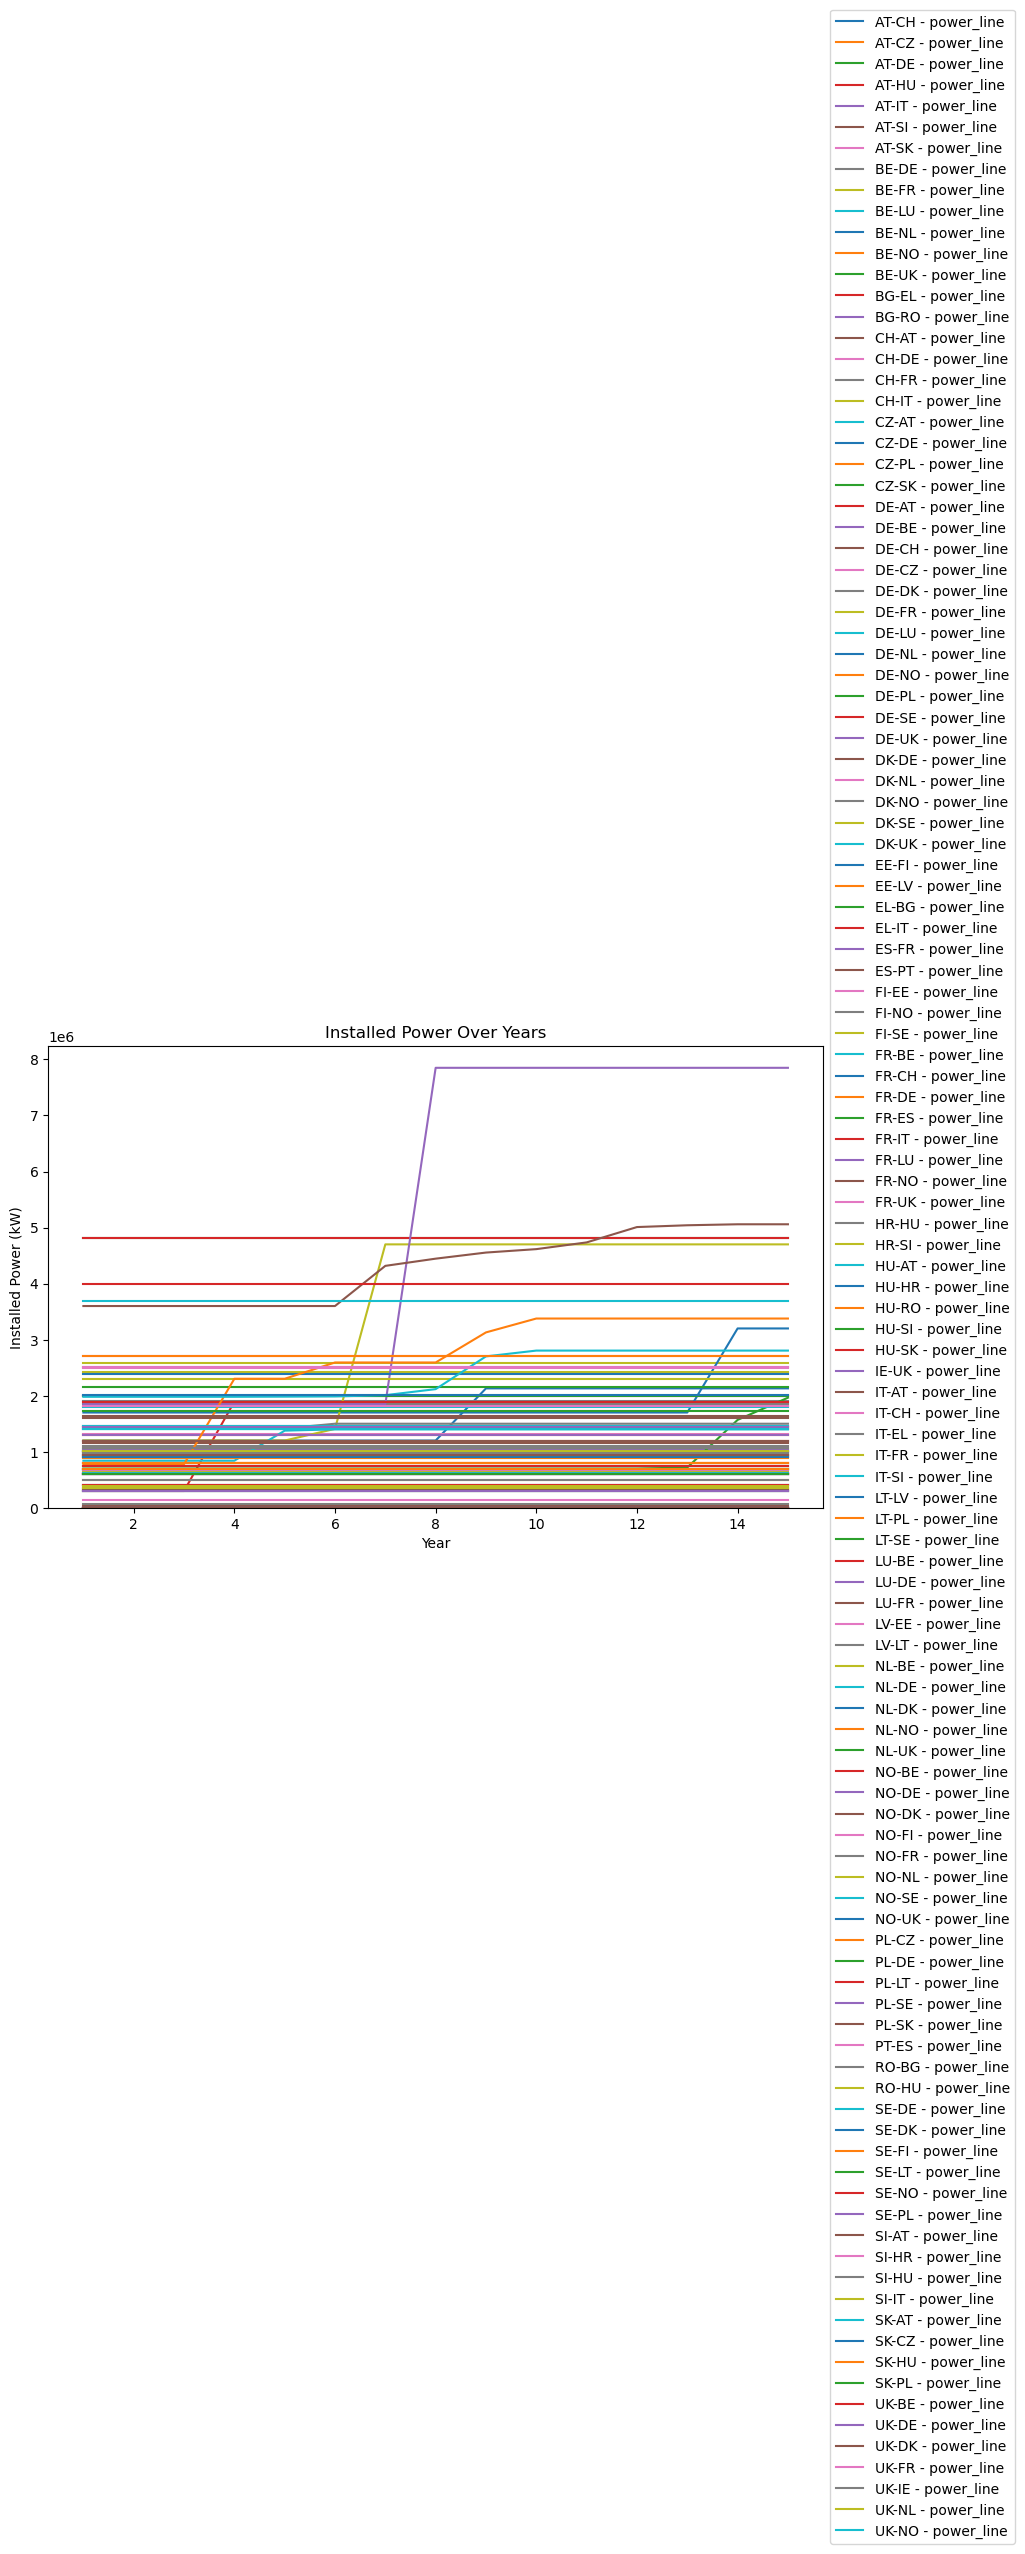 AT-CH - power_line
AT-CZ - power_line
AT-DE - power_line
AT-HU - power_line
AT-IT - power_line
AT-SI - power_line
AT-SK - power_line
BE-DE - power_line
BE-FR - power_line
BE-LU - power_line
BE-NL - power_line
BE-NO - power_line
BE-UK - power_line
BG-EL - power_line
BG-RO - power_line
CH-AT - power_line
CH-DE - power_line
CH-FR - power_line
CH-IT - power_line
CZ-AT - power_line
CZ-DE - power_line
CZ-PL - power_line
CZ-SK - power_line
DE-AT - power_line
DE-BE - power_line
DE-CH - power_line
DE-CZ - power_line
DE-DK - power_line
DE-FR - power_line
DE-LU - power_line
DE-NL - power_line
DE-NO - power_line
DE-PL - power_line
DE-SE - power_line
DE-UK - power_line
DK-DE - power_line
DK-NL - power_line
DK-NO - power_line
DK-SE - power_line
DK-UK - power_line
EE-FI - power_line
EE-LV - power_line
EL-BG - power_line
EL-IT - power_line
ES-FR - power_line
ES-PT - power_line
FI-EE - power_line
FI-NO - power_line
FI-SE - power_line
FR-BE - power_line
FR-CH - power_line
FR-DE - power_line
FR-ES - power_line
FR-IT - power_line
FR-LU - power_line
FR-NO - power_line
FR-UK - power_line
HR-HU - power_line
HR-SI - power_line
HU-AT - power_line
HU-HR - power_line
HU-RO - power_line
HU-SI - power_line
HU-SK - power_line
IE-UK - power_line
IT-AT - power_line
IT-CH - power_line
IT-EL - power_line
IT-FR - power_line
IT-SI - power_line
LT-LV - power_line
LT-PL - power_line
LT-SE - power_line
LU-BE - power_line
LU-DE - power_line
LU-FR - power_line
LV-EE - power_line
LV-LT - power_line
NL-BE - power_line
NL-DE - power_line
NL-DK - power_line
NL-NO - power_line
NL-UK - power_line
NO-BE - power_line
NO-DE - power_line
NO-DK - power_line
NO-FI - power_line
NO-FR - power_line
NO-NL - power_line
NO-SE - power_line
NO-UK - power_line
PL-CZ - power_line
PL-DE - power_line
PL-LT - power_line
PL-SE - power_line
PL-SK - power_line
PT-ES - power_line
RO-BG - power_line
RO-HU - power_line
SE-DE - power_line
SE-DK - power_line
SE-FI - power_line
SE-LT - power_line
SE-NO - power_line
SE-PL - power_line
SI-AT - power_line
SI-HR - power_line
SI-HU - power_line
SI-IT - power_line
SK-AT - power_line
SK-CZ - power_line
SK-HU - power_line
SK-PL - power_line
UK-BE - power_line
UK-DE - power_line
UK-DK - power_line
UK-FR - power_line
UK-IE - power_line
UK-NL - power_line
UK-NO - power_line
Installed Power Over Years
1e6
8
7
6
5
4
3
2
1
0
Installed Power (kW)
2 4 6 8 10 12 14
Year